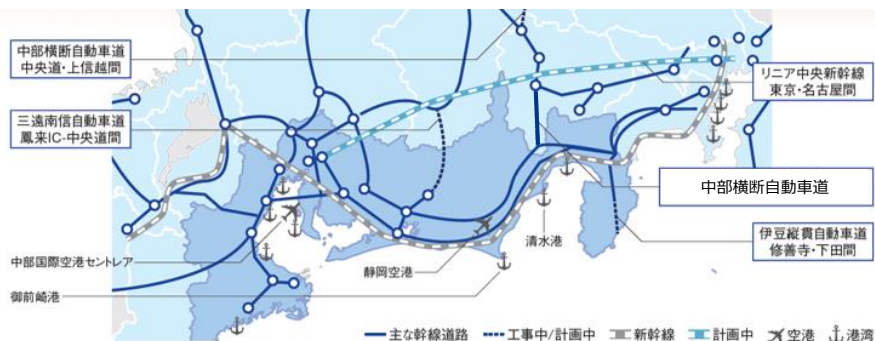 中部横断自動車道
中央道・上信越間
三遠南信自動車道
鳳来IC-中央道間
リニア中央新幹線
東京・名古屋間
中部横断自動車道
伊豆縦貫自動車道
修善寺・下田間
清水港
静岡空港
中部国際空港セントレア
御前崎港
主な幹線道路 工事中/計画中 新幹線 計画中 空港 港湾